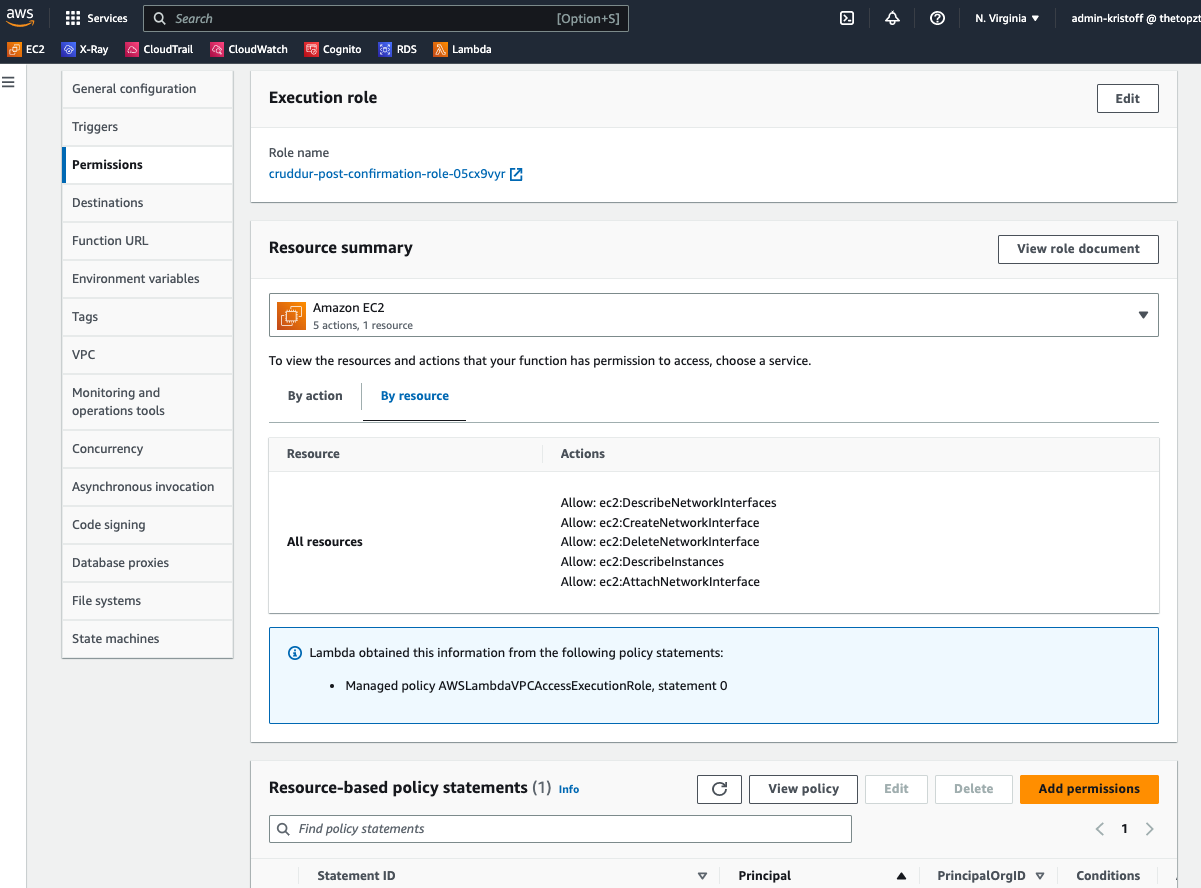 aws
Services
Search
[Option+S]
N. Virginia
admin-kristoff @ thetopzt
EC2
X-Ray
CloudTrail
CloudWatch
Cognito
RDS
Lambda
General configuration
Triggers
Permissions
Destinations
Function URL
Environment variables
Tags
VPC
Monitoring and
operations tools
Concurrency
Asynchronous invocation
Code signing
Database proxies
File systems
State machines
Execution role
Edit
Role name
cruddur-post-confirmation-role-05cx9vyr
Resource summary
View role document
Amazon EC2
5 actions, 1 resource
To view the resources and actions that your function has permission to access, choose a service.
By action
By resource
Resource
Actions
All resources
Allow: ec2:DescribeNetworkInterfaces
Allow: ec2:CreateNetworkInterface
Allow: ec2:DeleteNetworkInterface
Allow: ec2:DescribeInstances
Allow: ec2:AttachNetworkInterface
Lambda obtained this information from the following policy statements:
• Managed policy AWSLambdaVPCAccessExecutionRole, statement 0
Resource-based policy statements (1) Info
View policy
Edit
Delete
Add permissions
Find policy statements
1
Statement ID
Principal
PrincipalOrgID
Conditions